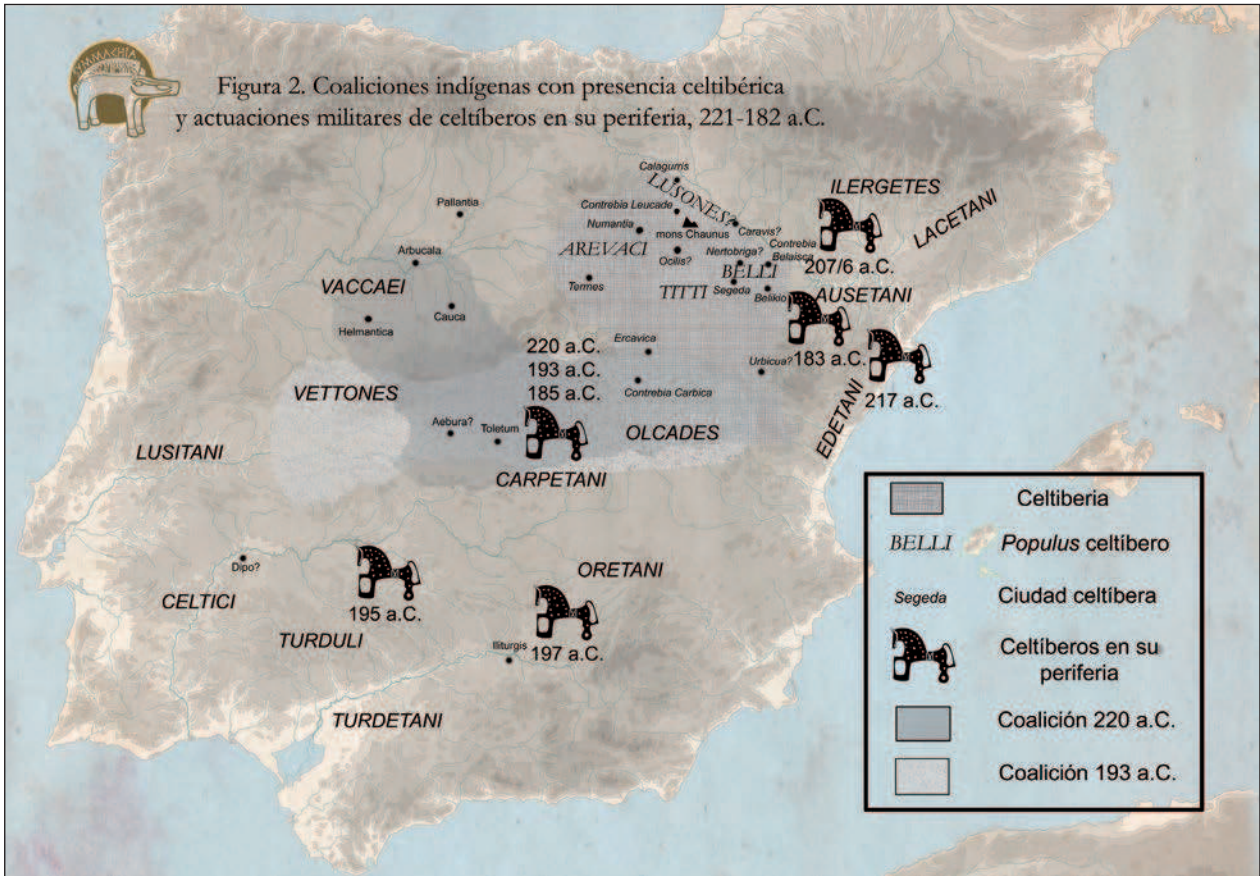 SYMMACHIA
Figura 2. Coaliciones indígenas con presencia celtibérica
y actuaciones militares de celtíberos en su periferia, 221-182 a.C.
Calagurris
LUSONES?
ILERGETES
LACETANI
Pallantia
Contrebia Leucade
Numantia
mons Chaunus
Caravis?
Arbucala
AREVACI
Ocilis?
Nertobriga?
Contrebia
Belaisca
207/6 a.C.
VACCAEI
Termes
BELLI
TITTI
Segeda
Belikio
AUSETANI
Helmantica
Cauca
220 a.C.
193 a.C.
185 a.C.
Ercavica
Urbicua?
183 a.C.
217 a.C.
VETTONES
Contrebia Carbica
EDETANI
Aebura?
Toletum
OLCADES
LUSITANI
CARPETANI
Dipo?
195 a.C.
ORETANI
CELTICI
TURDULI
Iliturgis
197 a.C.
TURDETANI
Celtiberia
BELLI
Populus celtíbero
Segeda
Ciudad celtíbera
Celtíberos en su
periferia
Coalición 220 a.C.
Coalición 193 a.C.